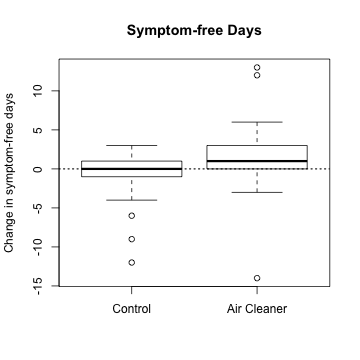 Symptom-free Days
Change in symptom-free days
10
5
0
-5
-10
-15
Control
Air Cleaner